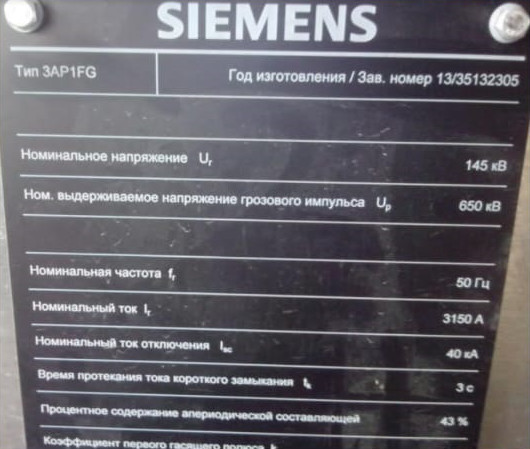 SIEMENS
Тип 3AP1FG
Год изготовления / Зав. номер 13/35132305
Номинальное напряжение Ur 145 кВ
Ном. выдерживаемое напряжение грозового импульса Up 650 кВ
Номинальная частота fr 50 Гц
Номинальный ток Ir 3150 А
Номинальный ток отключения Isc 40 кА
Время протекания тока короткого замыкания tk 3 с
Процентное содержание апериодической составляющей 43 %
Коэффициент первого гасящего полюса k